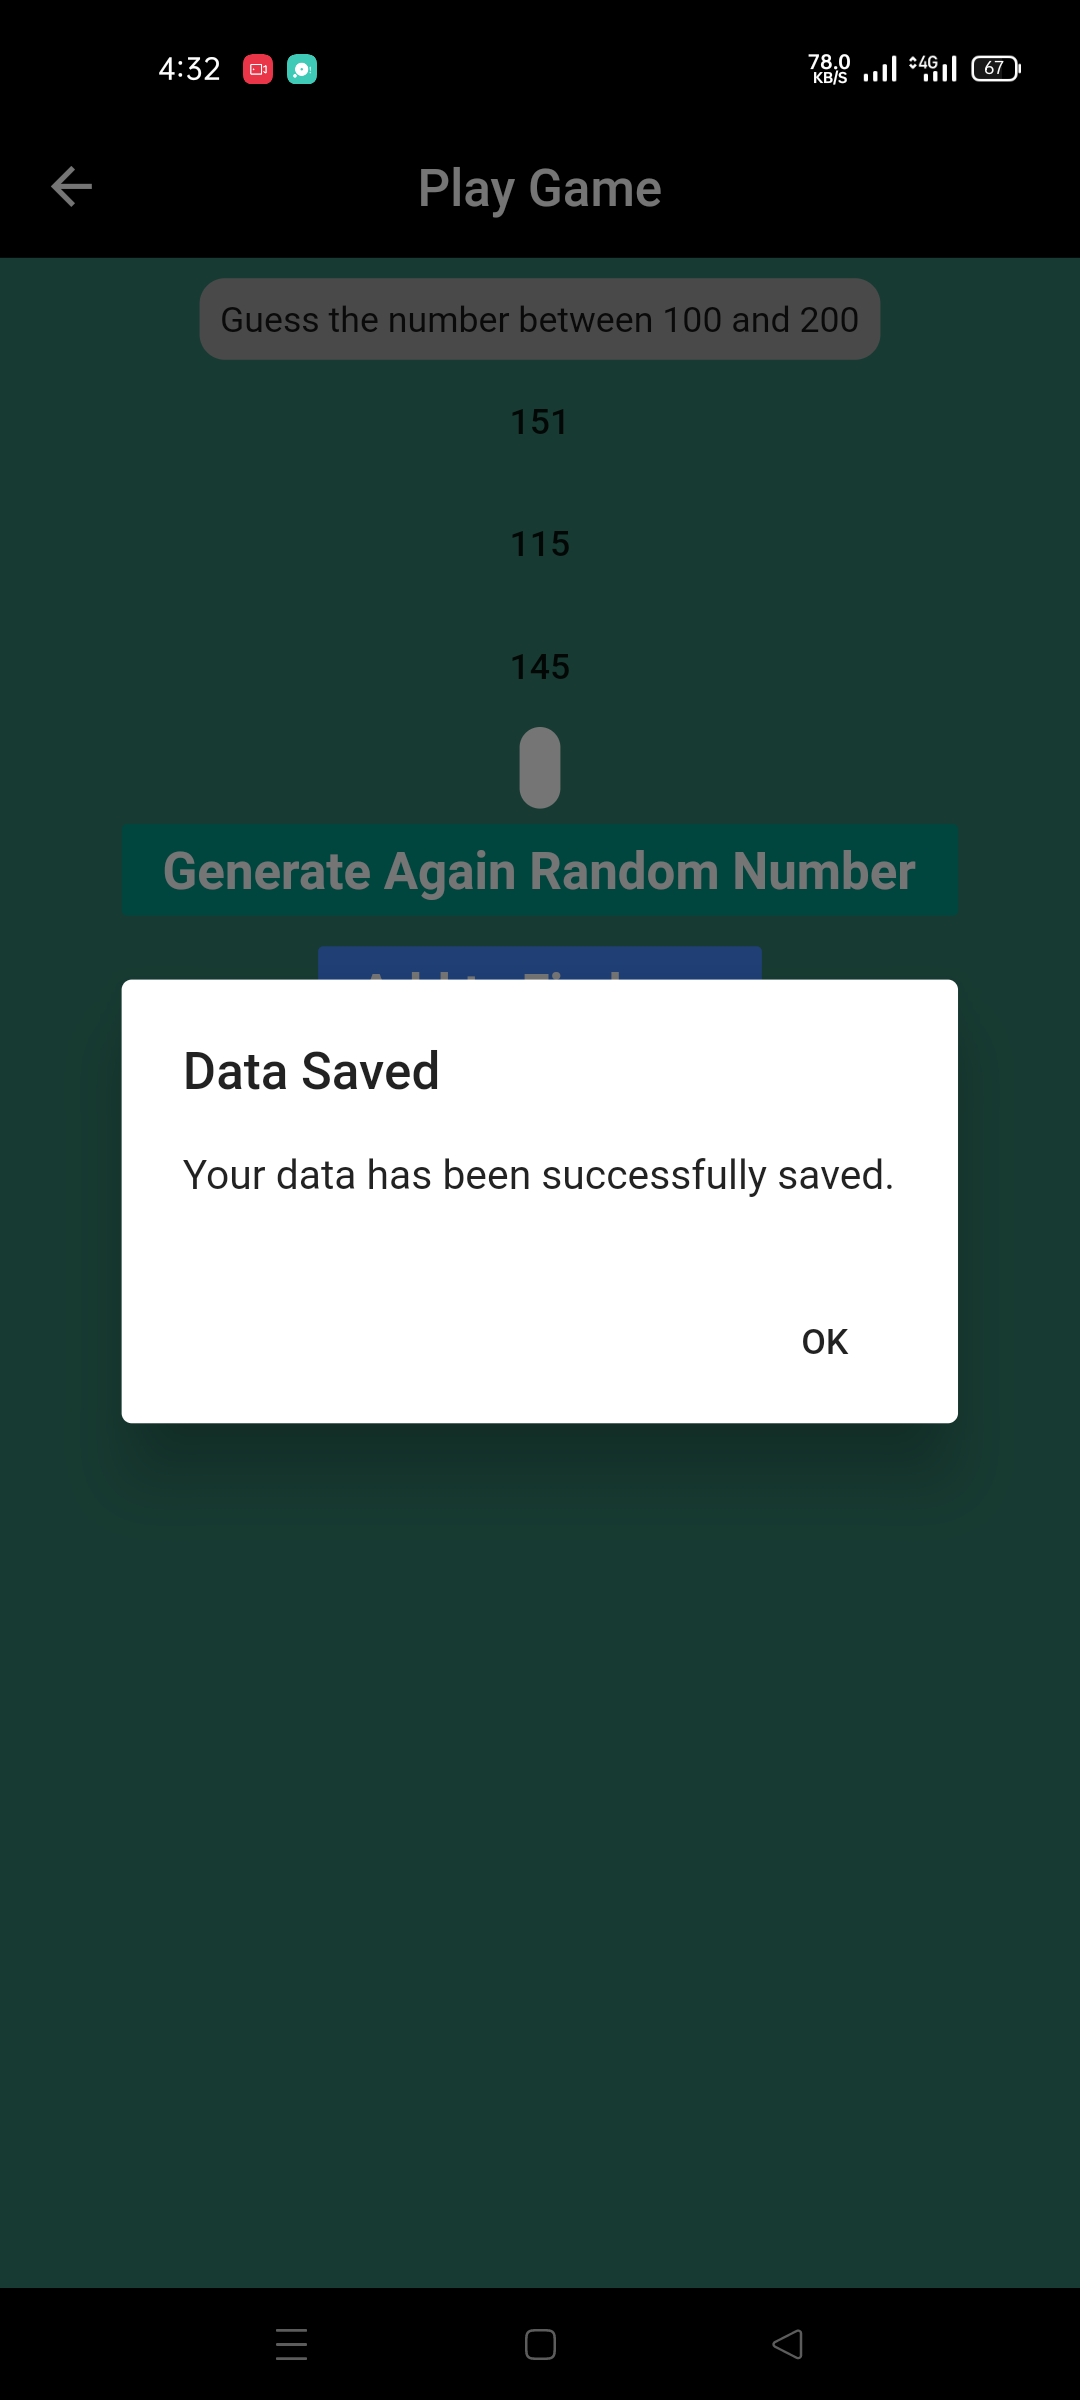 4:32
78.0
KB/S
4G
67
Play Game
Guess the number between 100 and 200
151
115
145
Generate Again Random Number
Data Saved
Your data has been successfully saved.
OK